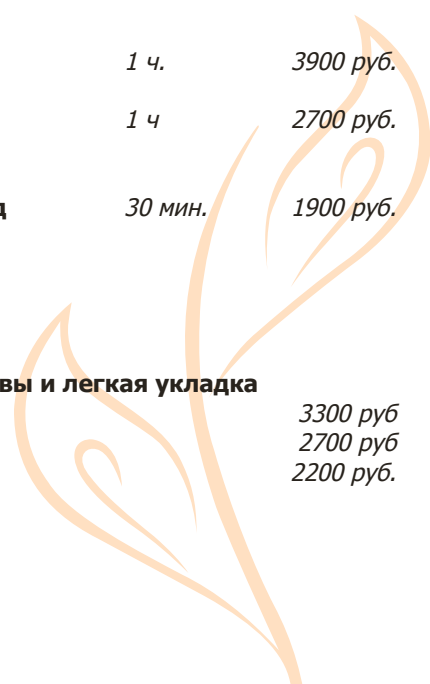 1 ч. 3900 руб.
1 ч 2700 руб.
д 30 мин. 1900 руб.
вы и легкая укладка
3300 руб
2700 руб
2200 руб.